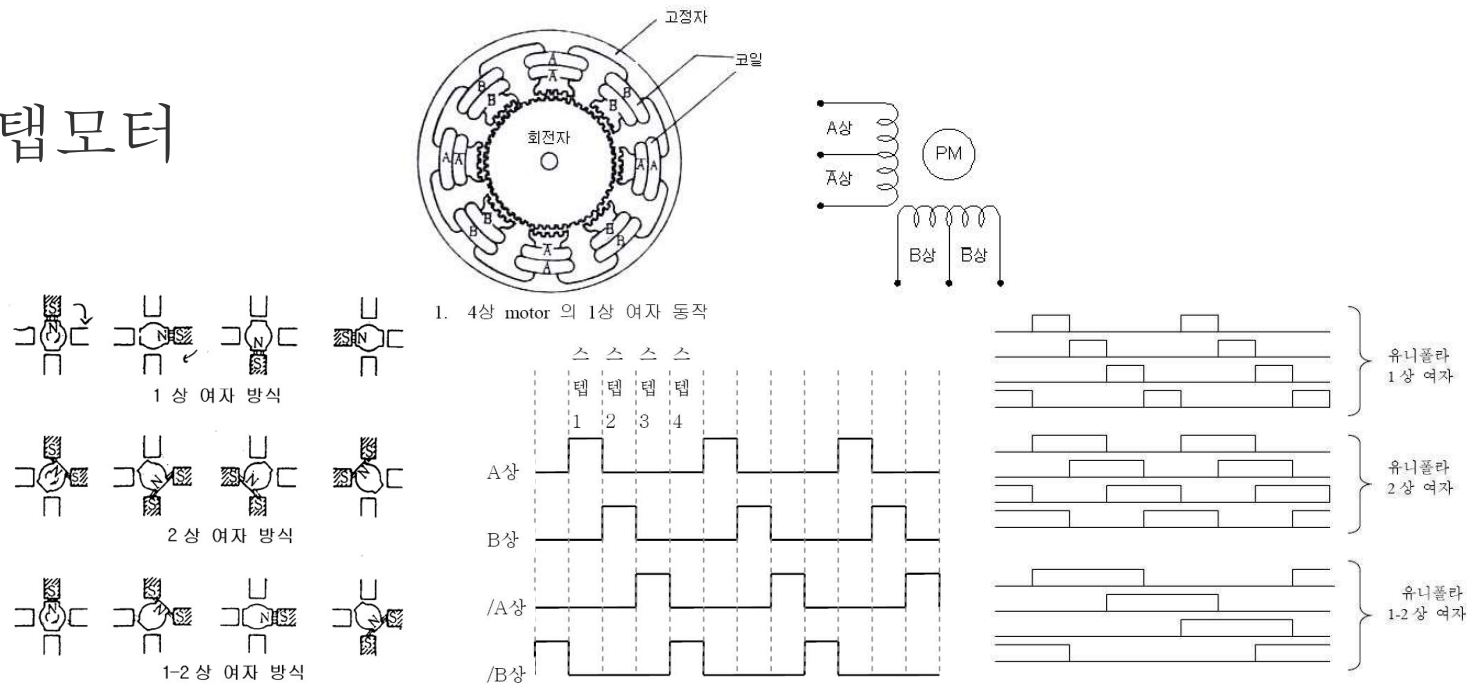 탭모터
고정자
코일
회전자
A
A̅
B
B
B
B
A
A̅
A̅
A
B
B
B
B
A̅
A̅
A상
A̅상
PM
B상
B̅상
S
N
N
S
N
S
S
N
1 상 여자 방식
S
N
S
N
S
S
N
S
S
N
S
2 상 여자 방식
S
N
S
N
S
N
S
N
S
S
1-2 상 여자 방식
1. 4상 motor 의 1상 여자 동작
스 스 스 스
텝 텝 텝 텝
1 2 3 4
A상
B상
/A상
/B상
유니폴라
1 상 여자
유니폴라
2 상 여자
유니폴라
1-2 상 여자